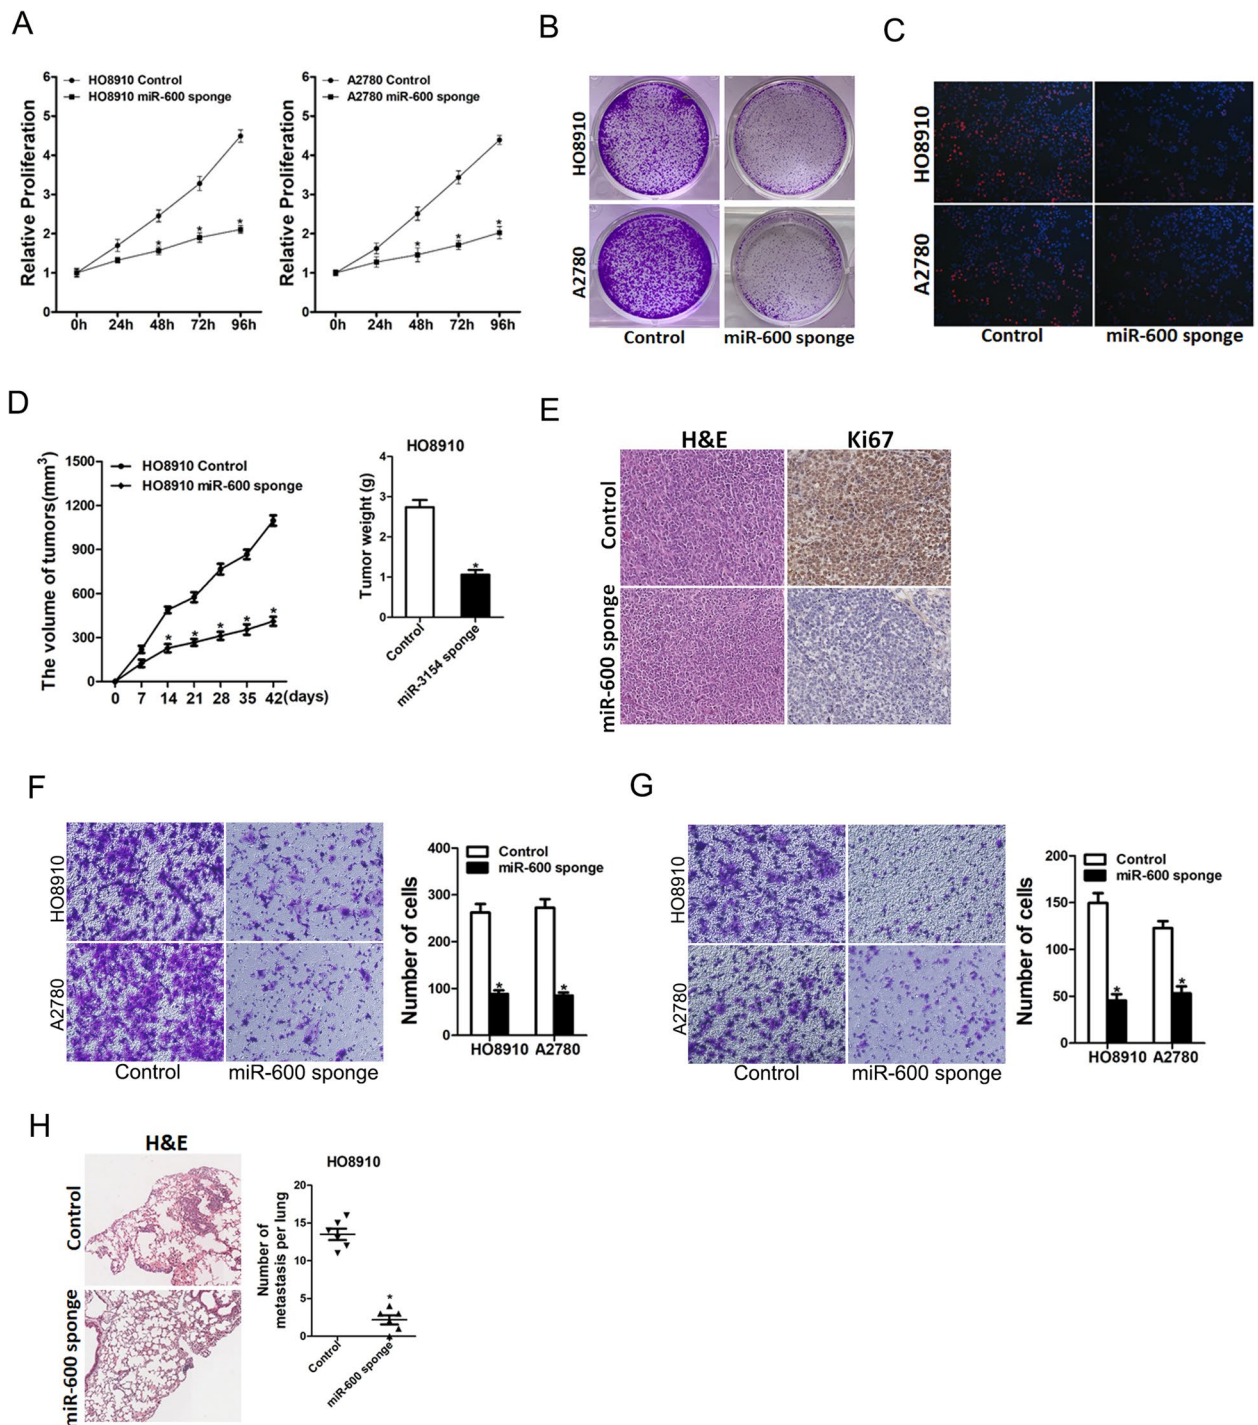 A
HO8910 Control
HO8910 miR-600 sponge
Relative Proliferation
6
5
4
3
2
1
0
*
*
*
0h 24h 48h 72h 96h
A2780 Control
A2780 miR-600 sponge
Relative Proliferation
6
5
4
3
2
1
0
*
*
*
0h 24h 48h 72h 96h
B
HO8910
A2780
Control miR-600 sponge
C
HO8910
A2780
Control miR-600 sponge
D
HO8910 Control
HO8910 miR-600 sponge
The volume of tumors(mm3)
1500
1200
900
600
300
0
* * * * *
0 7 14 21 28 35 42(days)
HO8910
Tumor weight (g)
4
3
2
1
0
*
Control
miR-3154 sponge
E
H&E Ki67
Control
miR-600 sponge
F
HO8910
A2780
Control miR-600 sponge
Control
miR-600 sponge
Number of cells
400
300
200
100
0
* *
HO8910 A2780
G
HO8910
A2780
Control miR-600 sponge
Control
miR-600 sponge
Number of cells
200
150
100
50
0
* *
HO8910 A2780
H
H&E
Control
miR-600 sponge
HO8910
Number of
metastasis per lung
20
15
10
5
0
*
Control
miR-600 sponge